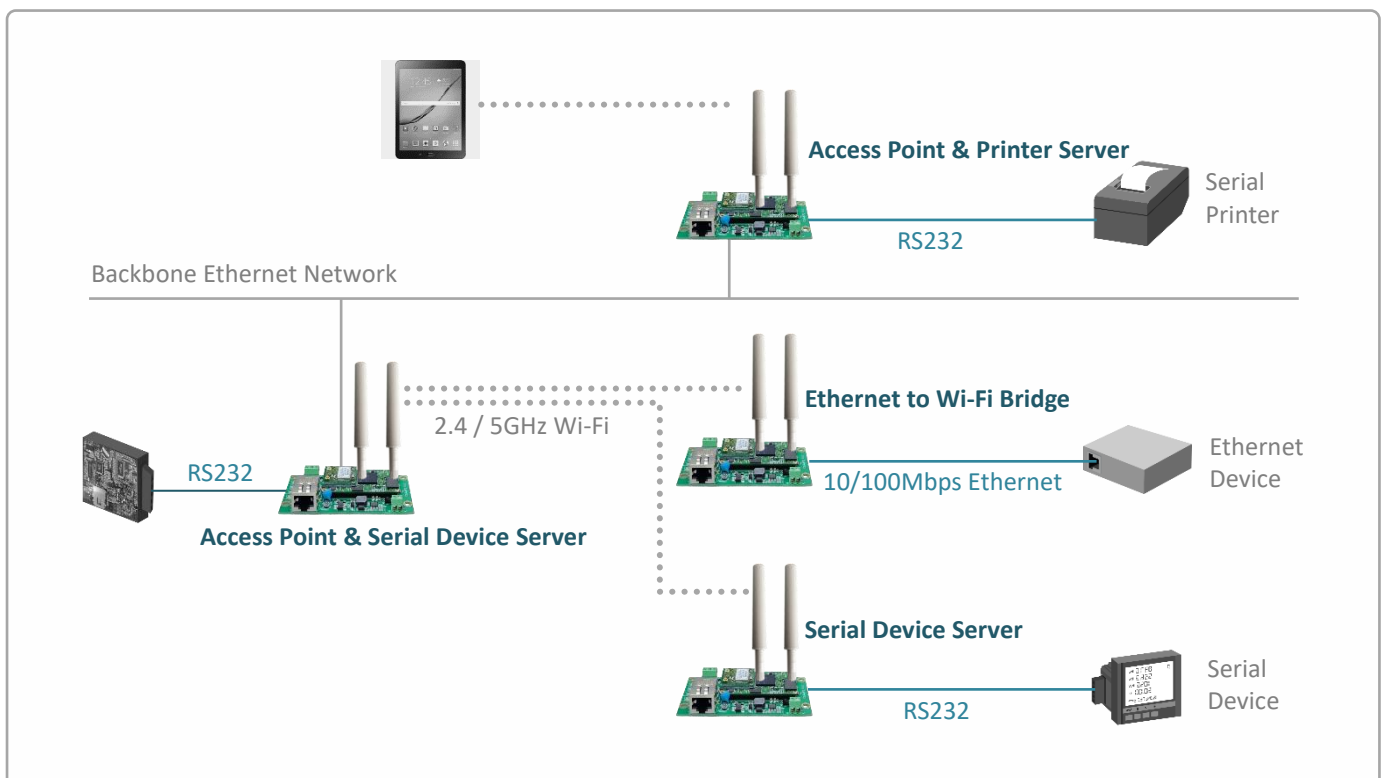 Access Point & Printer Server
Serial
Printer
RS232
Backbone Ethernet Network
2.4 / 5GHz Wi-Fi
Ethernet to Wi-Fi Bridge
RS232
10/100Mbps Ethernet
Ethernet
Device
Access Point & Serial Device Server
Serial Device Server
RS232
Serial
Device